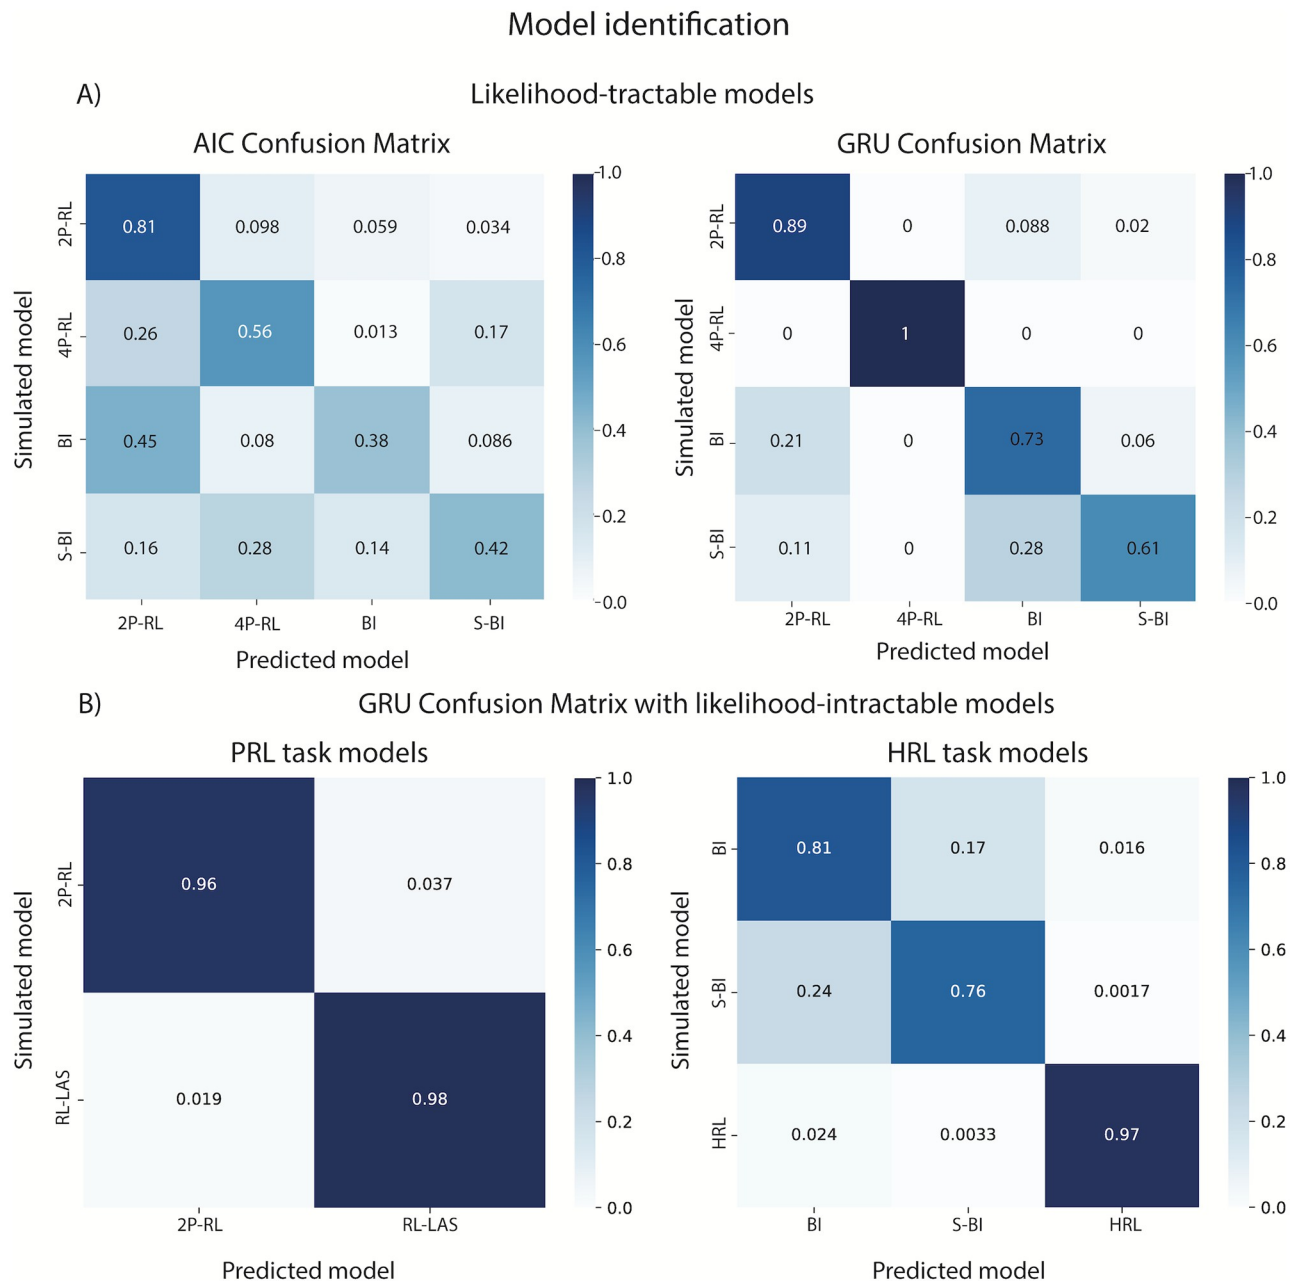 Model identification
A) Likelihood-tractable models
AIC Confusion Matrix
Simulated model
2P-RL 0.81 0.098 0.059 0.034
4P-RL 0.26 0.56 0.013 0.17
BI 0.45 0.08 0.38 0.086
S-BI 0.16 0.28 0.14 0.42
2P-RL 4P-RL BI S-BI
Predicted model
1.0
0.8
0.6
0.4
0.2
0.0
GRU Confusion Matrix
Simulated model
2P-RL 0.89 0 0.088 0.02
4P-RL 0 1 0 0
BI 0.21 0 0.73 0.06
S-BI 0.11 0 0.28 0.61
2P-RL 4P-RL BI S-BI
Predicted model
1.0
0.8
0.6
0.4
0.2
0.0
B) GRU Confusion Matrix with likelihood-intractable models
PRL task models
Simulated model
2P-RL 0.96 0.037
RL-LAS 0.019 0.98
2P-RL RL-LAS
Predicted model
1.0
0.8
0.6
0.4
0.2
0.0
HRL task models
Simulated model
BI 0.81 0.17 0.016
S-BI 0.24 0.76 0.0017
HRL 0.024 0.0033 0.97
BI S-BI HRL
Predicted model
1.0
0.8
0.6
0.4
0.2
0.0